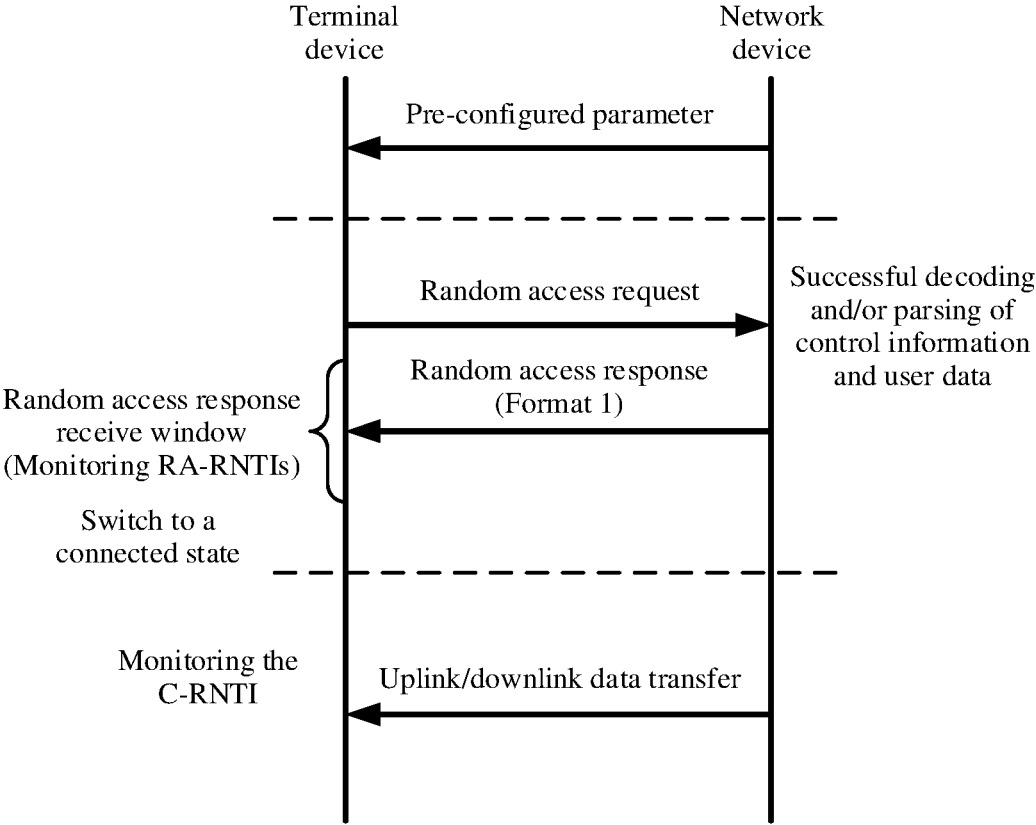 Terminal
device
Network
device
Pre-configured parameter
Random access request
Successful decoding
and/or parsing of
control information
and user data
Random access response
(Format 1)
Random access response
receive window
(Monitoring RA-RNTIs)
Switch to a
connected state
Monitoring the
C-RNTI
Uplink/downlink data transfer